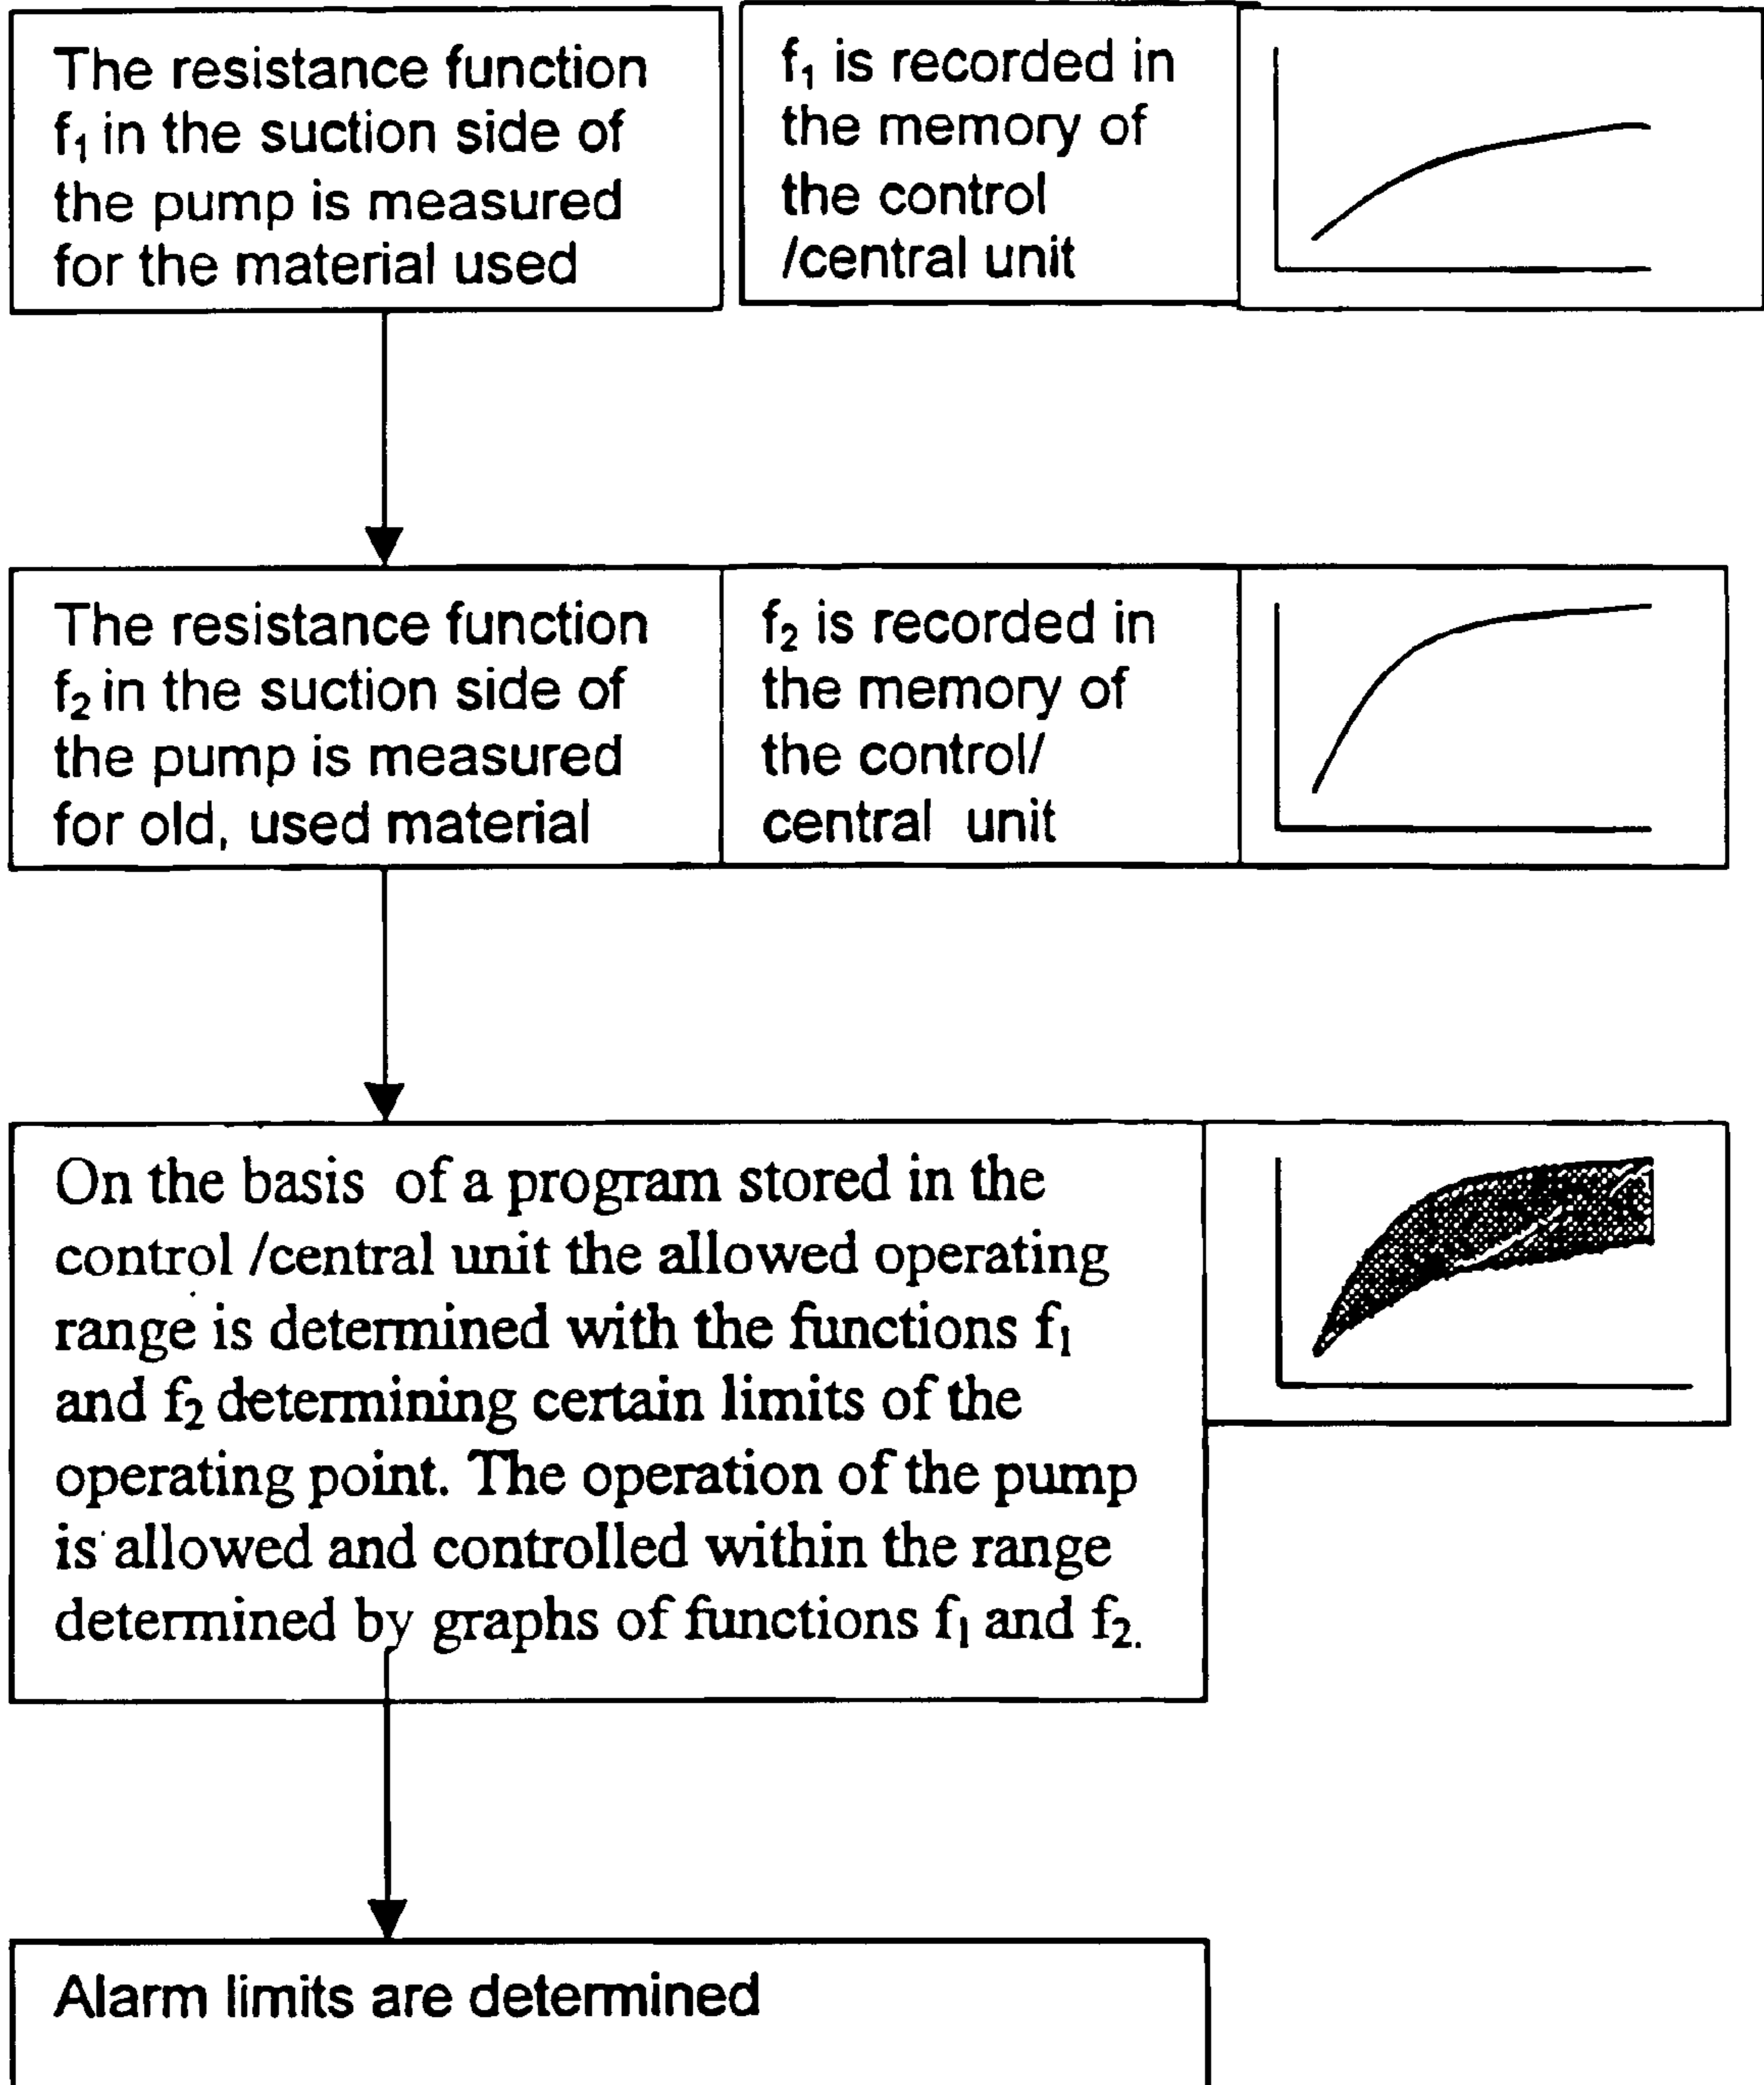 The resistance function
f₁ in the suction side of
the pump is measured
for the material used
f₁ is recorded in
the memory of
the control
/central unit
The resistance function
f₂ in the suction side of
the pump is measured
for old, used material
f₂ is recorded in
the memory of
the control/
central unit
On the basis of a program stored in the
control /central unit the allowed operating
range is determined with the functions f₁
and f₂ determining certain limits of the
operating point. The operation of the pump
is allowed and controlled within the range
determined by graphs of functions f₁ and f₂.
Alarm limits are determined